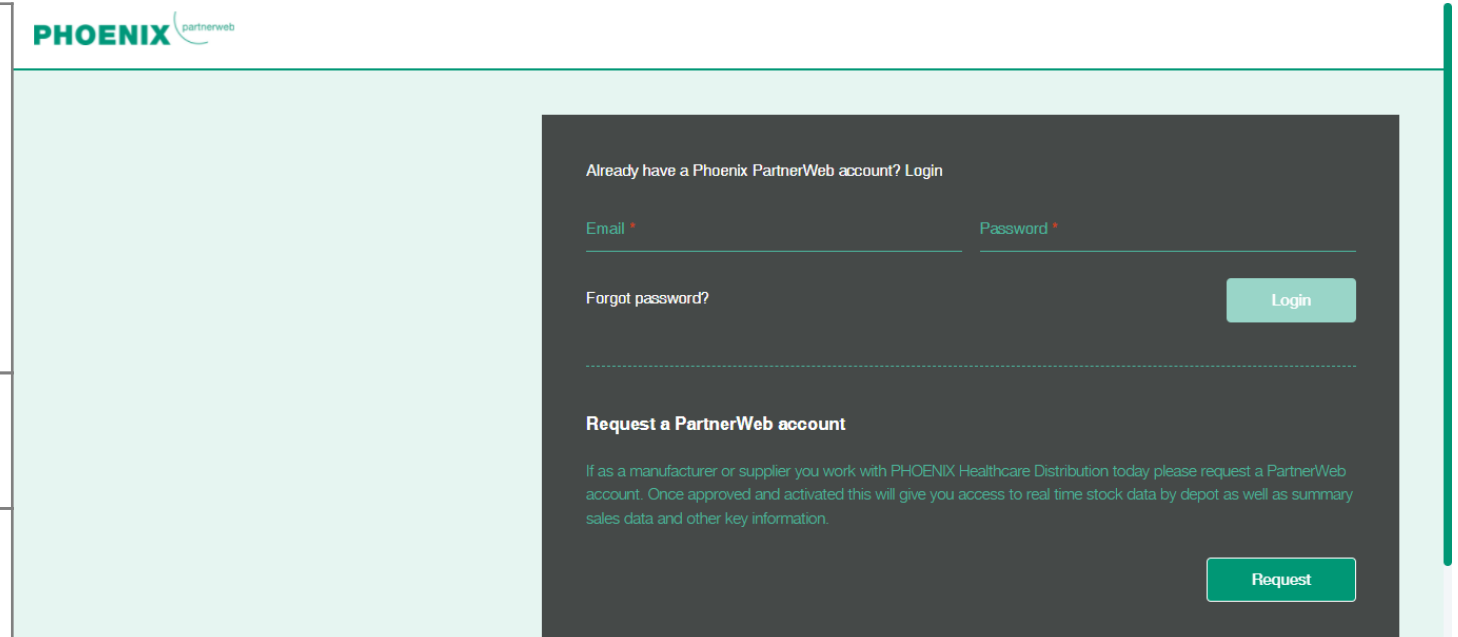 PHOENIX partnerweb
Already have a Phoenix PartnerWeb account? Login
Email * Password *
Forgot password? Login
Request a PartnerWeb account
If as a manufacturer or supplier you work with PHOENIX Healthcare Distribution today please request a PartnerWeb
account. Once approved and activated this will give you access to real time stock data by depot as well as summary
sales data and other key information.
Request